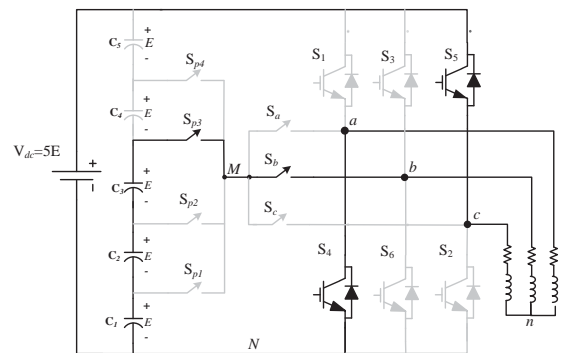 +
C5 E
-
Sp4
S1
S3
S5
+
C4 E
-
Sp3
Sa
a
Vdc=5E
+
-
+
C3 E
-
M
Sb
b
Sp2
Sc
c
+
C2 E
-
S4
S6
S2
Sp1
+
C1 E
-
n
N